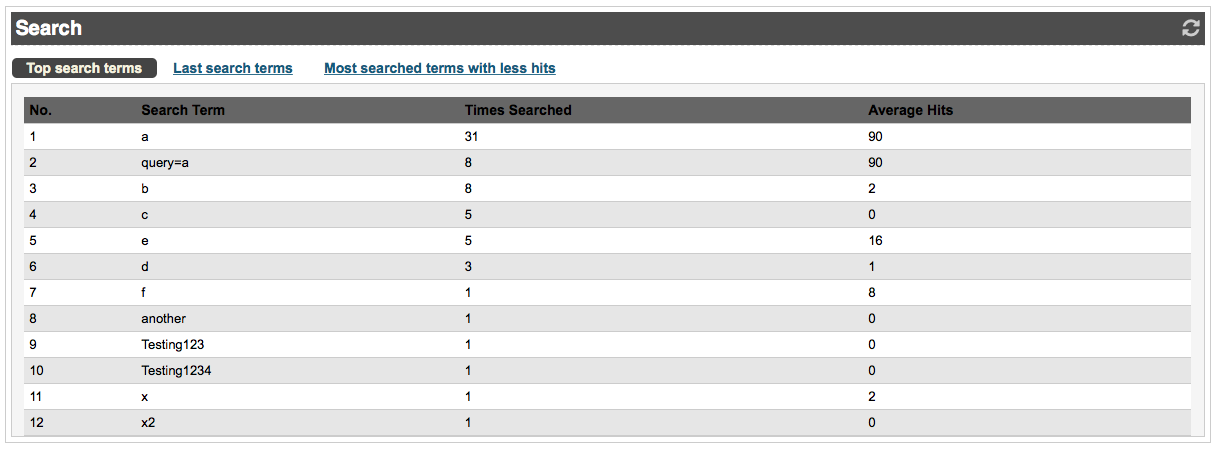 Search
Top search terms Last search terms Most searched terms with less hits
No. Search Term Times Searched Average Hits
1 a 31 90
2 query=a 8 90
3 b 8 2
4 c 5 0
5 e 5 16
6 d 3 1
7 f 1 8
8 another 1 0
9 Testing123 1 0
10 Testing1234 1 0
11 x 1 2
12 x2 1 0